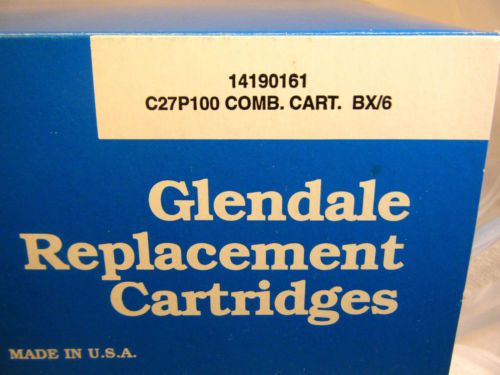 14190161
C27P100 COMB. CART. BX/6
Glendale
Replacement
Cartridges
MADE IN U.S.A.